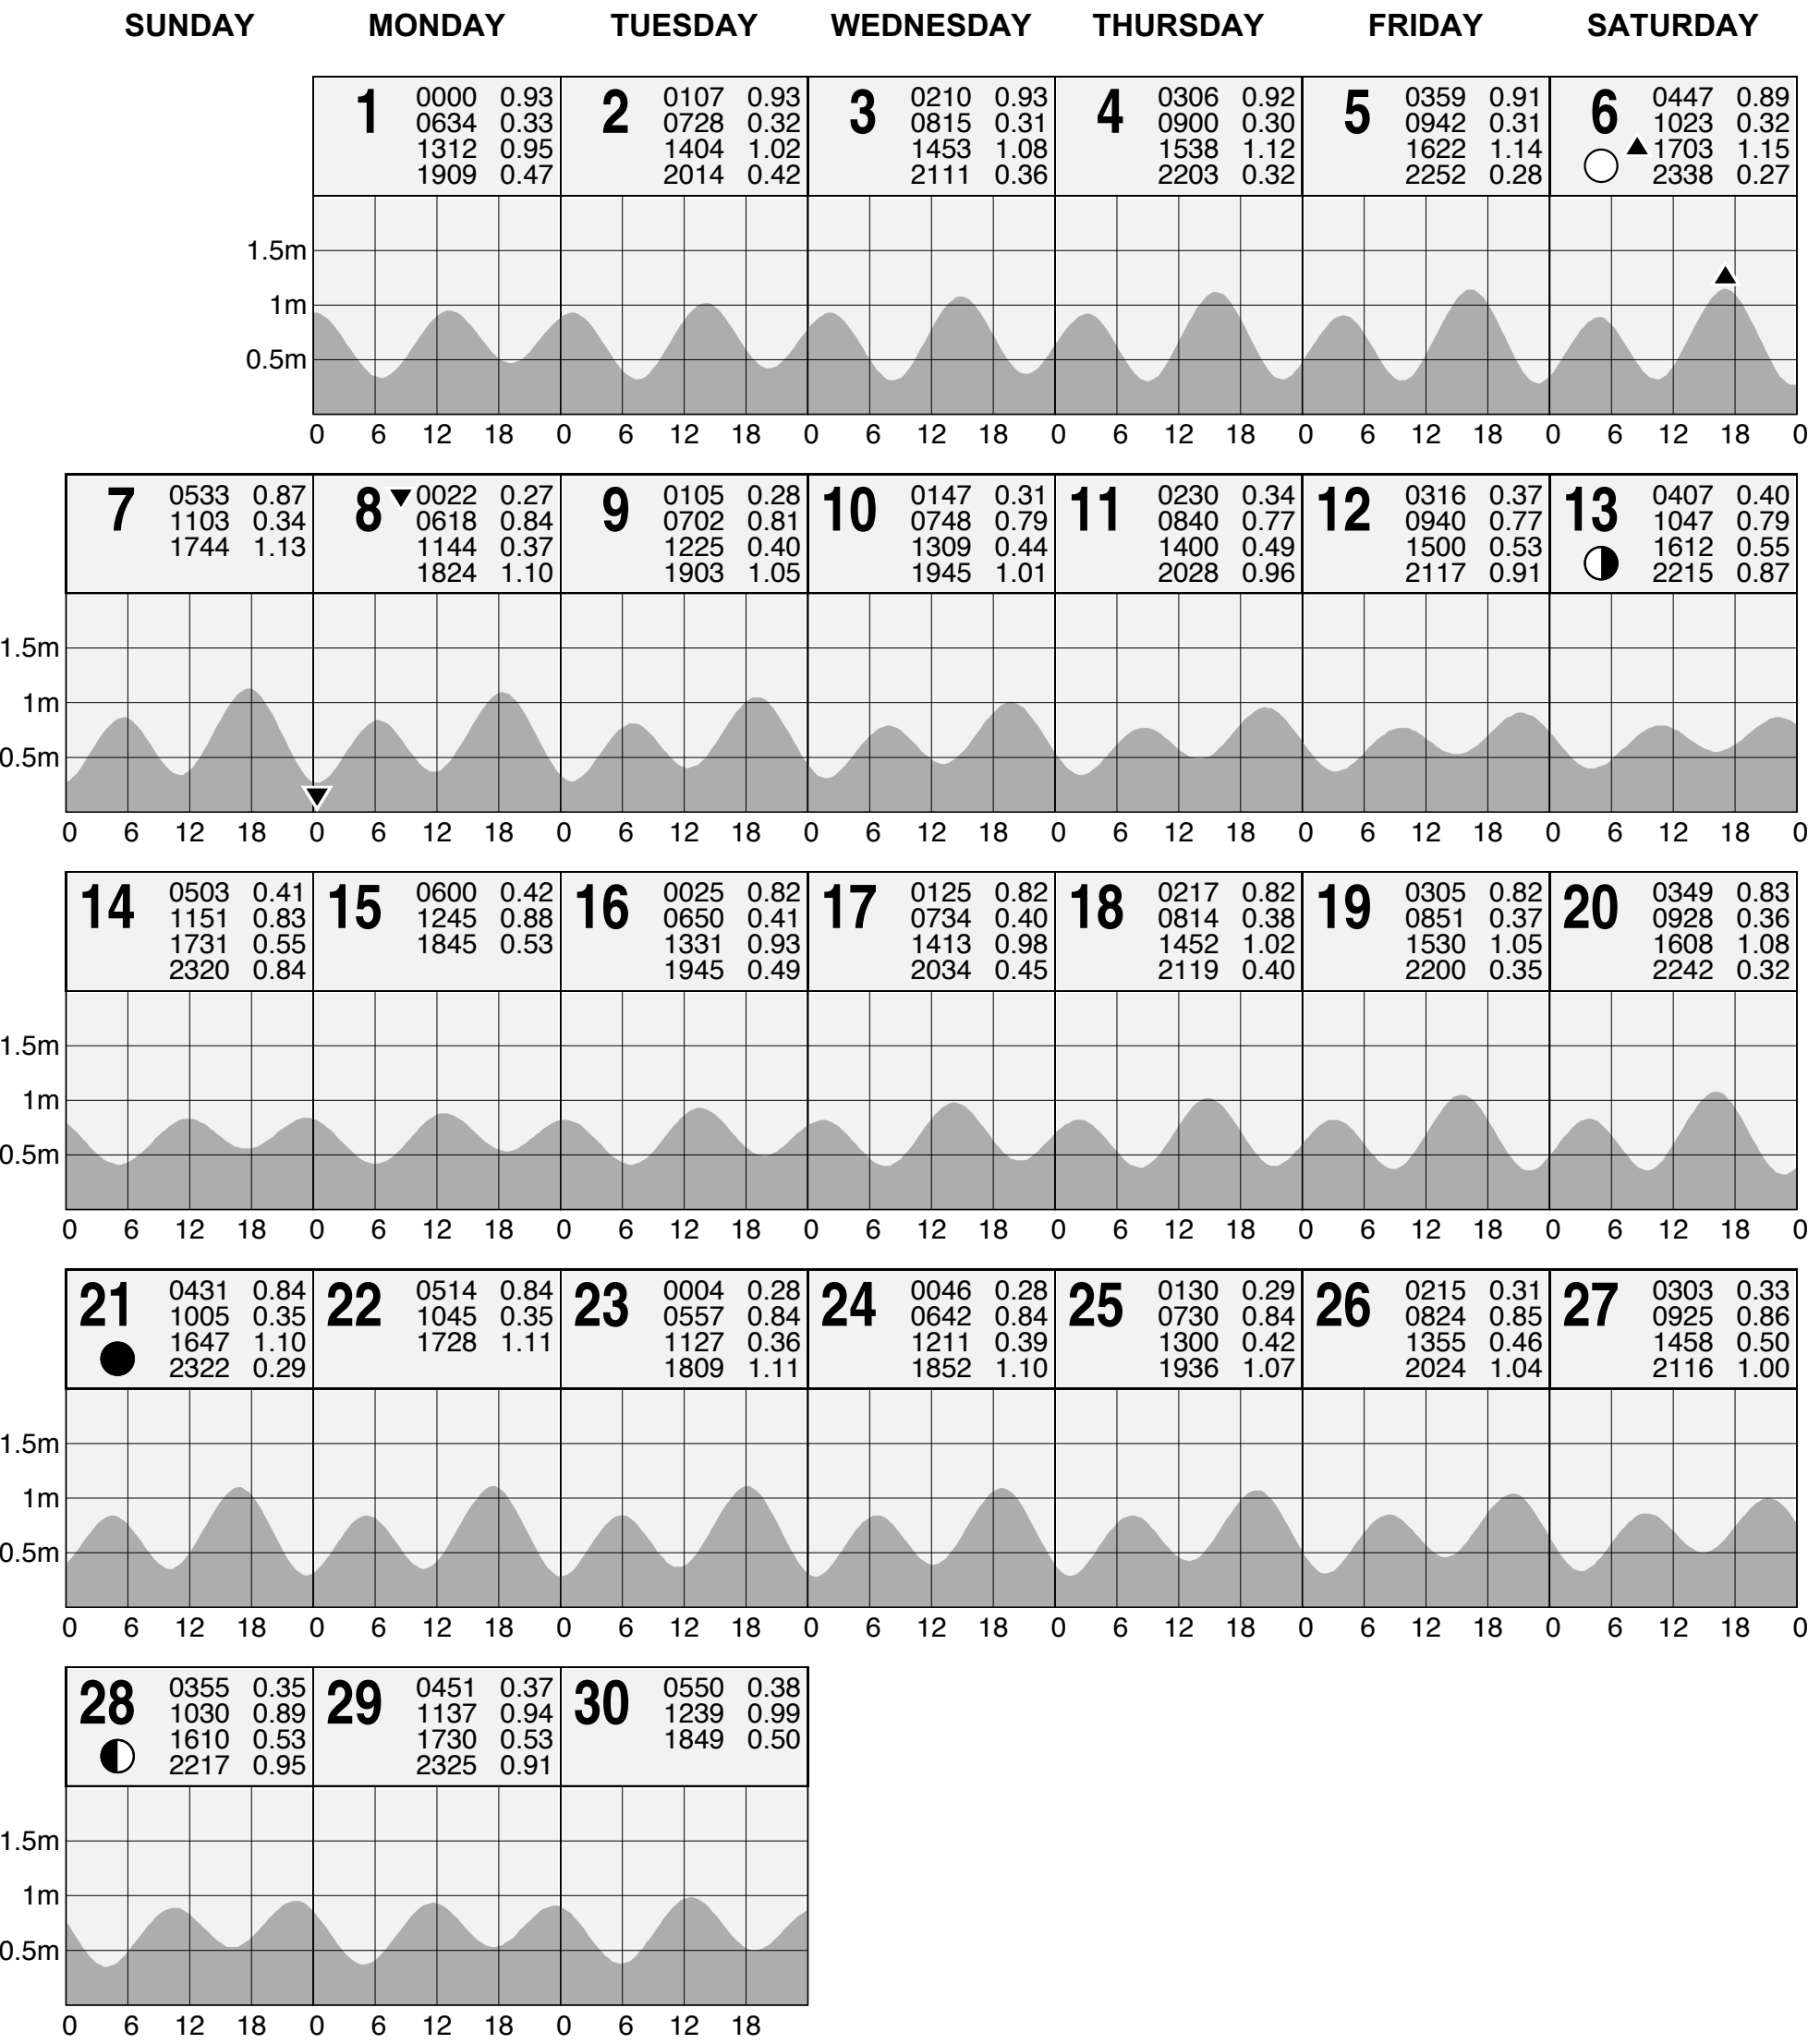 SUNDAY MONDAY TUESDAY WEDNESDAY THURSDAY FRIDAY SATURDAY
1 0000 0.93
0634 0.33
1312 0.95
1909 0.47
2 0107 0.93
0728 0.32
1404 1.02
2014 0.42
3 0210 0.93
0815 0.31
1453 1.08
2111 0.36
4 0306 0.92
0900 0.30
1538 1.12
2203 0.32
5 0359 0.91
0942 0.31
1622 1.14
2252 0.28
6 0447 0.89
1023 0.32
1703 1.15
2338 0.27
1.5m
1m
0.5m
0 6 12 18 0 6 12 18 0 6 12 18 0 6 12 18 0 6 12 18 0 6 12 18 0
7 0533 0.87
1103 0.34
1744 1.13
8 0022 0.27
0618 0.84
1144 0.37
1824 1.10
9 0105 0.28
0702 0.81
1225 0.40
1903 1.05
10 0147 0.31
0748 0.79
1309 0.44
1945 1.01
11 0230 0.34
0840 0.77
1400 0.49
2028 0.96
12 0316 0.37
0940 0.77
1500 0.53
2117 0.91
13 0407 0.40
1047 0.79
1612 0.55
2215 0.87
1.5m
1m
0.5m
0 6 12 18 0 6 12 18 0 6 12 18 0 6 12 18 0 6 12 18 0 6 12 18 0 6 12 18 0
14 0503 0.41
1151 0.83
1731 0.55
2320 0.84
15 0600 0.42
1245 0.88
1845 0.53
16 0025 0.82
0650 0.41
1331 0.93
1945 0.49
17 0125 0.82
0734 0.40
1413 0.98
2034 0.45
18 0217 0.82
0814 0.38
1452 1.02
2119 0.40
19 0305 0.82
0851 0.37
1530 1.05
2200 0.35
20 0349 0.83
0928 0.36
1608 1.08
2242 0.32
1.5m
1m
0.5m
0 6 12 18 0 6 12 18 0 6 12 18 0 6 12 18 0 6 12 18 0 6 12 18 0 6 12 18 0
21 0431 0.84
1005 0.35
1647 1.10
2322 0.29
22 0514 0.84
1045 0.35
1728 1.11
23 0004 0.28
0557 0.84
1127 0.36
1809 1.11
24 0046 0.28
0642 0.84
1211 0.39
1852 1.10
25 0130 0.29
0730 0.84
1300 0.42
1936 1.07
26 0215 0.31
0824 0.85
1355 0.46
2024 1.04
27 0303 0.33
0925 0.86
1458 0.50
2116 1.00
1.5m
1m
0.5m
0 6 12 18 0 6 12 18 0 6 12 18 0 6 12 18 0 6 12 18 0 6 12 18 0 6 12 18 0
28 0355 0.35
1030 0.89
1610 0.53
2217 0.95
29 0451 0.37
1137 0.94
1730 0.53
2325 0.91
30 0550 0.38
1239 0.99
1849 0.50
1.5m
1m
0.5m
0 6 12 18 0 6 12 18 0 6 12 18